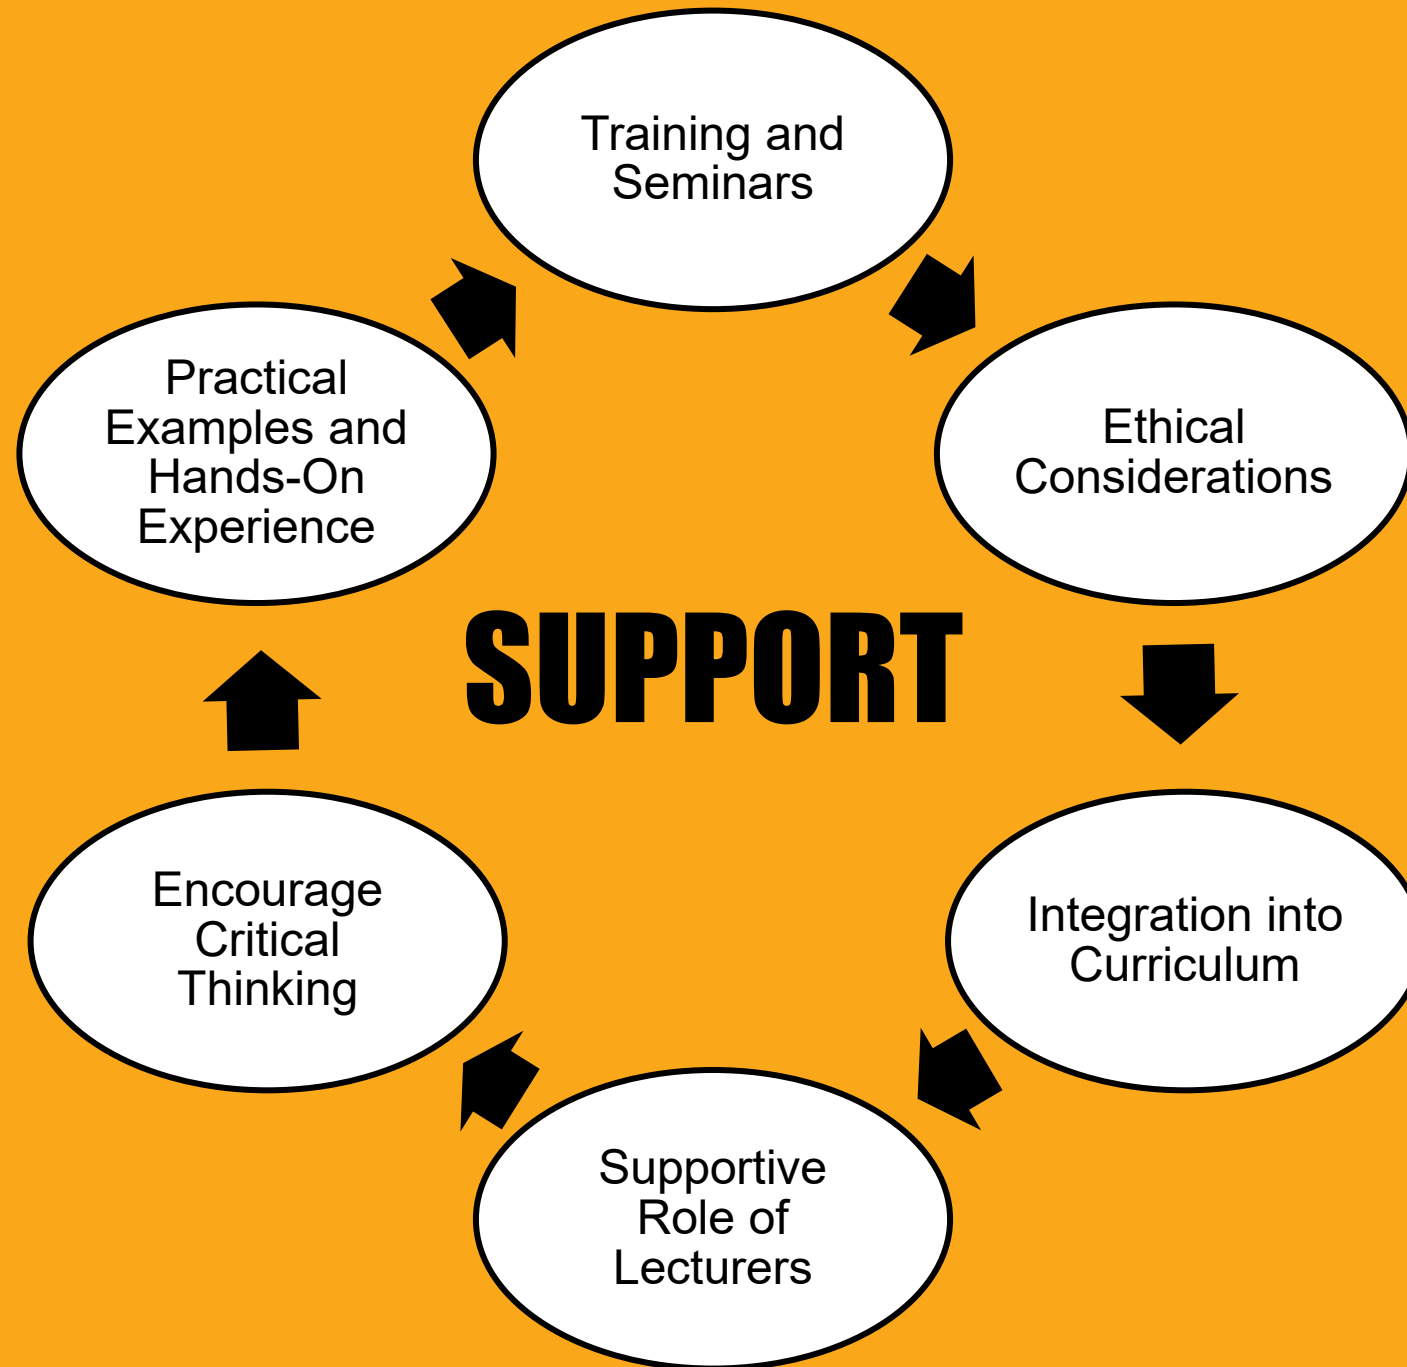 Training and
Seminars
Ethical
Considerations
Integration into
Curriculum
Supportive
Role of
Lecturers
Encourage
Critical
Thinking
Practical
Examples and
Hands-On
Experience
SUPPORT